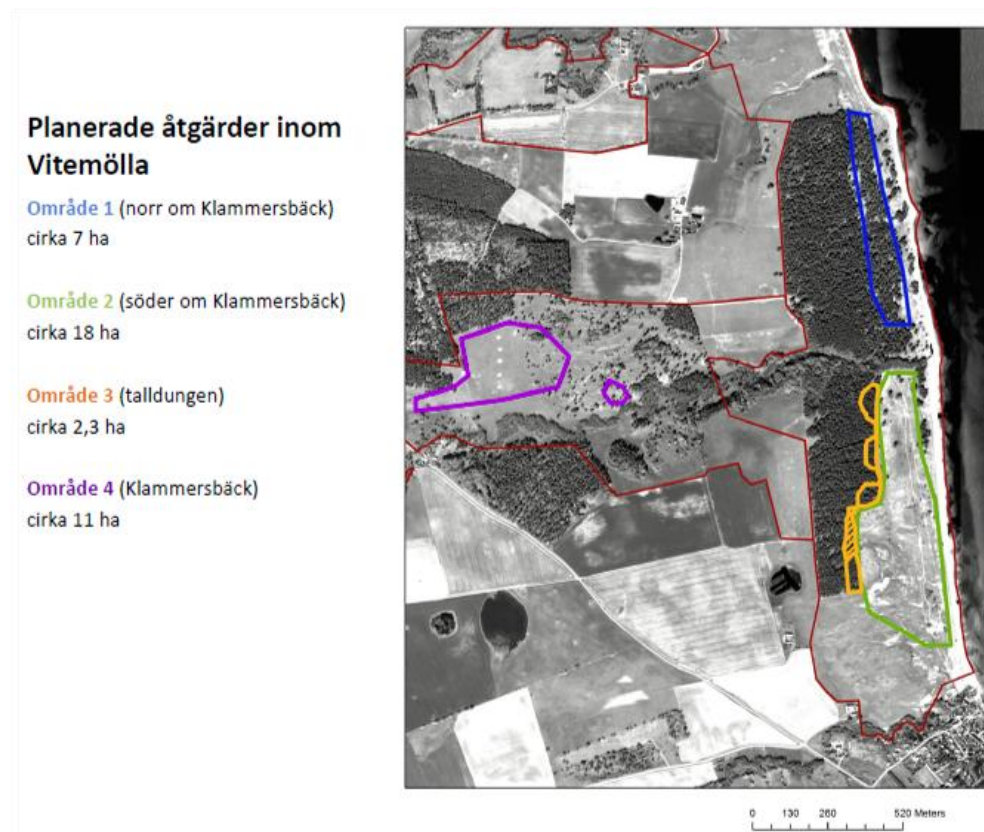 Planerade åtgärder inom
Vitemölla
Område 1 (norr om Klammersbäck)
cirka 7 ha
Område 2 (söder om Klammersbäck)
cirka 18 ha
Område 3 (talldungen)
cirka 2,3 ha
Område 4 (Klammersbäck)
cirka 11 ha
0 130 260 520 Meters